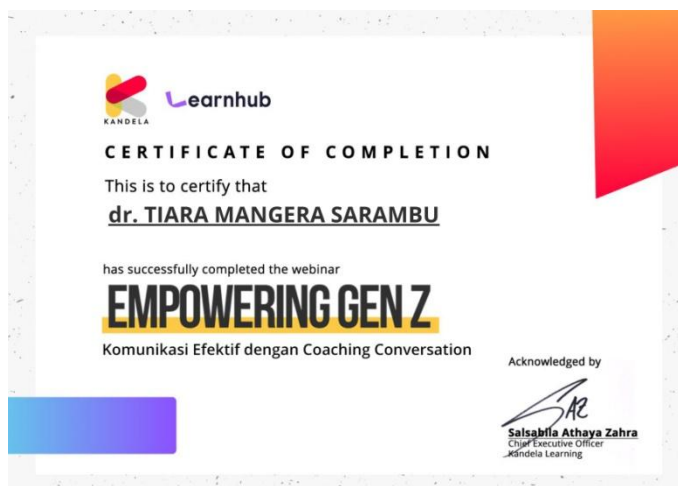 KANDELA
Learnhub
CERTIFICATE OF COMPLETION
This is to certify that
dr. TIARA MANGERA SARAMBU
has successfully completed the webinar
EMPOWERING GEN Z
Komunikasi Efektif dengan Coaching Conversation
Acknowledged by
SAZ
Salsabila Athaya Zahra
Chief Executive Officer
Kandela Learning